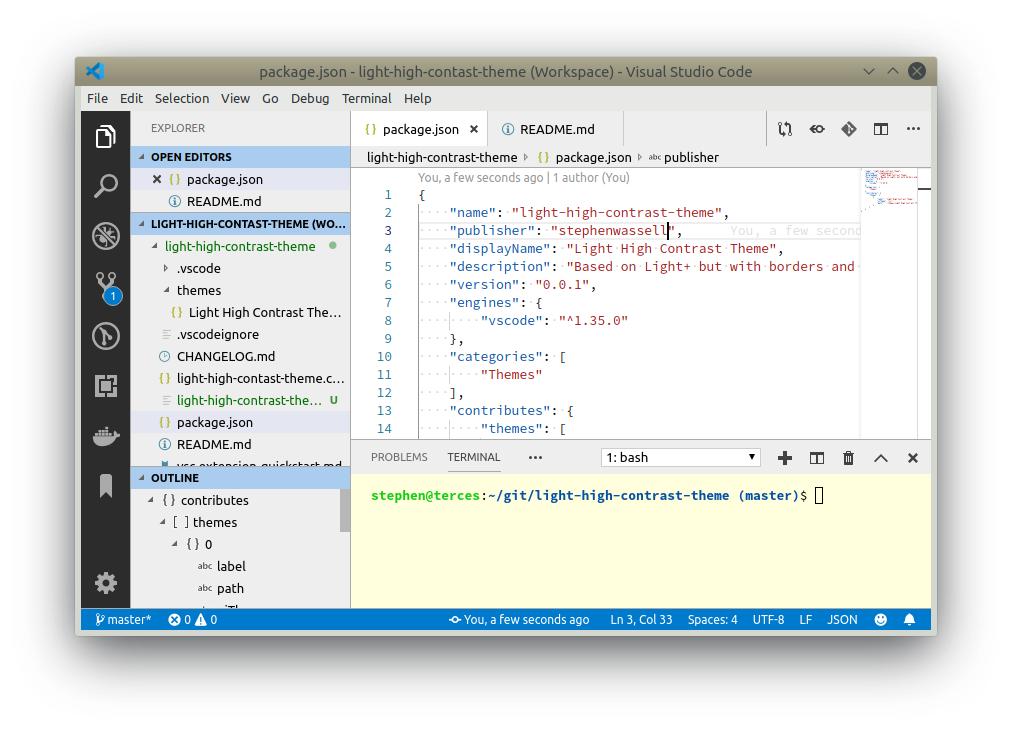 package.json - light-high-contast-theme (Workspace) - Visual Studio Code
File Edit Selection View Go Debug Terminal Help
EXPLORER
OPEN EDITORS
{} package.json
README.md
LIGHT-HIGH-CONTAST-THEME (WO...
light-high-contrast-theme
.vscode
themes
{} Light High Contrast The...
.vscodeignore
CHANGELOG.md
{} light-high-contast-theme.c...
light-high-contrast-the... U
{} package.json
README.md
vsc-extension-quickstart.md
OUTLINE
{} contributes
[ ] themes
{} 0
abc label
abc path
1
{} package.json README.md
light-high-contrast-theme {} package.json abc publisher
You, a few seconds ago | 1 author (You)
1 {
2 "name": "light-high-contrast-theme",
3 "publisher": "stephenwassell", You, a few second
4 "displayName": "Light High Contrast Theme",
5 "description": "Based on Light+ but with borders and
6 "version": "0.0.1",
7 "engines": {
8 "vscode": "^1.35.0"
9 },
10 "categories": [
11 "Themes"
12 ],
13 "contributes": {
14 "themes": [
PROBLEMS TERMINAL ... 1: bash
stephen@terces:~/git/light-high-contrast-theme (master)$
master* 0 0 You, a few seconds ago Ln 3, Col 33 Spaces: 4 UTF-8 LF JSON